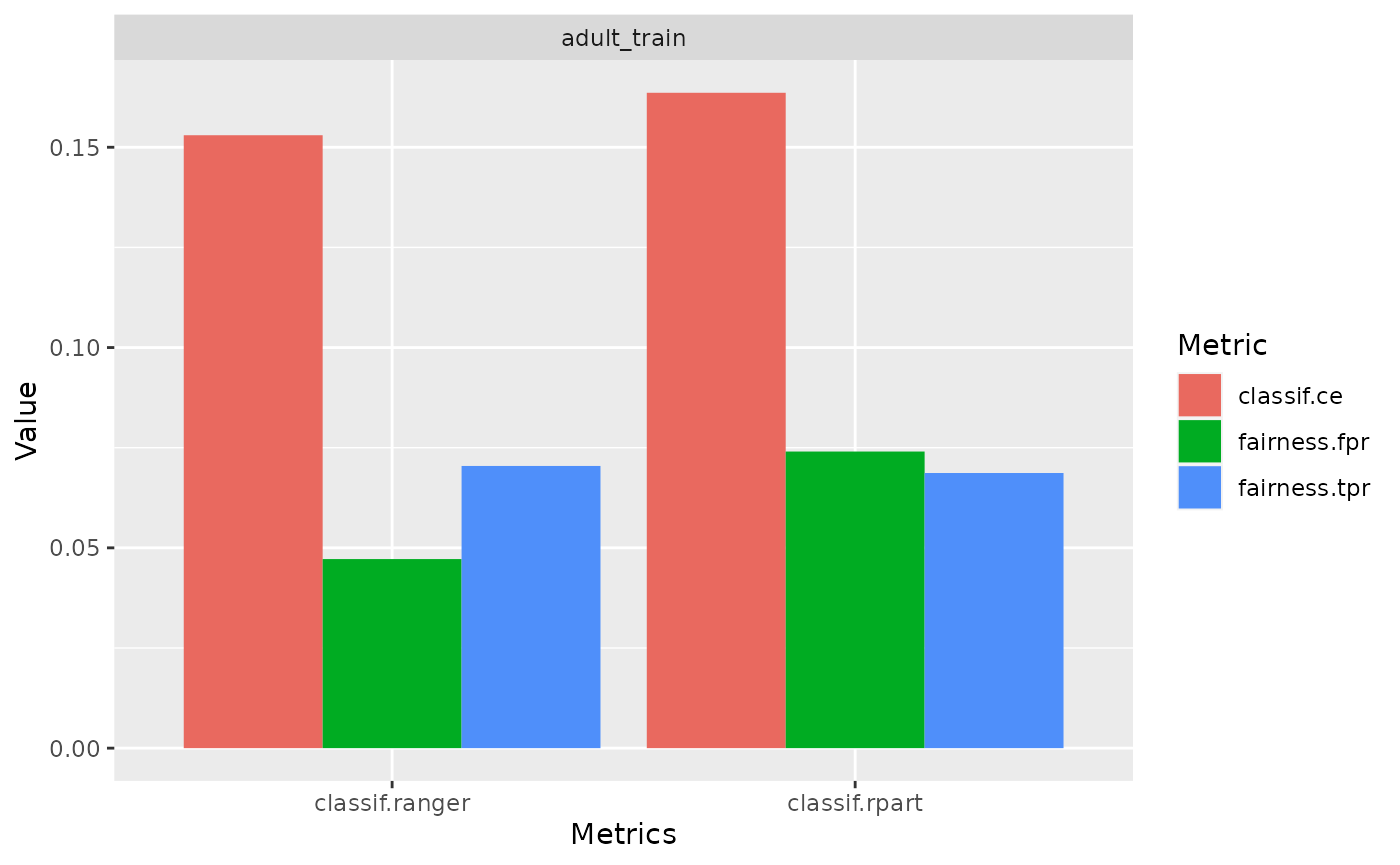 adult_train
0.15
0.10
0.05
0.00
Value
classif.ranger
classif.rpart
Metrics
Metric
classif.ce
fairness.fpr
fairness.tpr